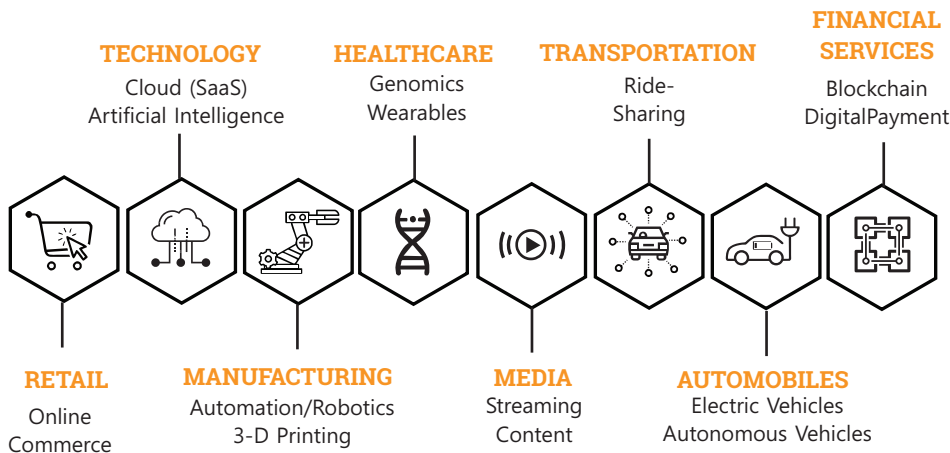 TECHNOLOGY
Cloud (SaaS)
Artificial Intelligence
HEALTHCARE
Genomics
Wearables
TRANSPORTATION
Ride-
Sharing
FINANCIAL
SERVICES
Blockchain
DigitalPayment
RETAIL
Online
Commerce
MANUFACTURING
Automation/Robotics
3-D Printing
MEDIA
Streaming
Content
AUTOMOBILES
Electric Vehicles
Autonomous Vehicles